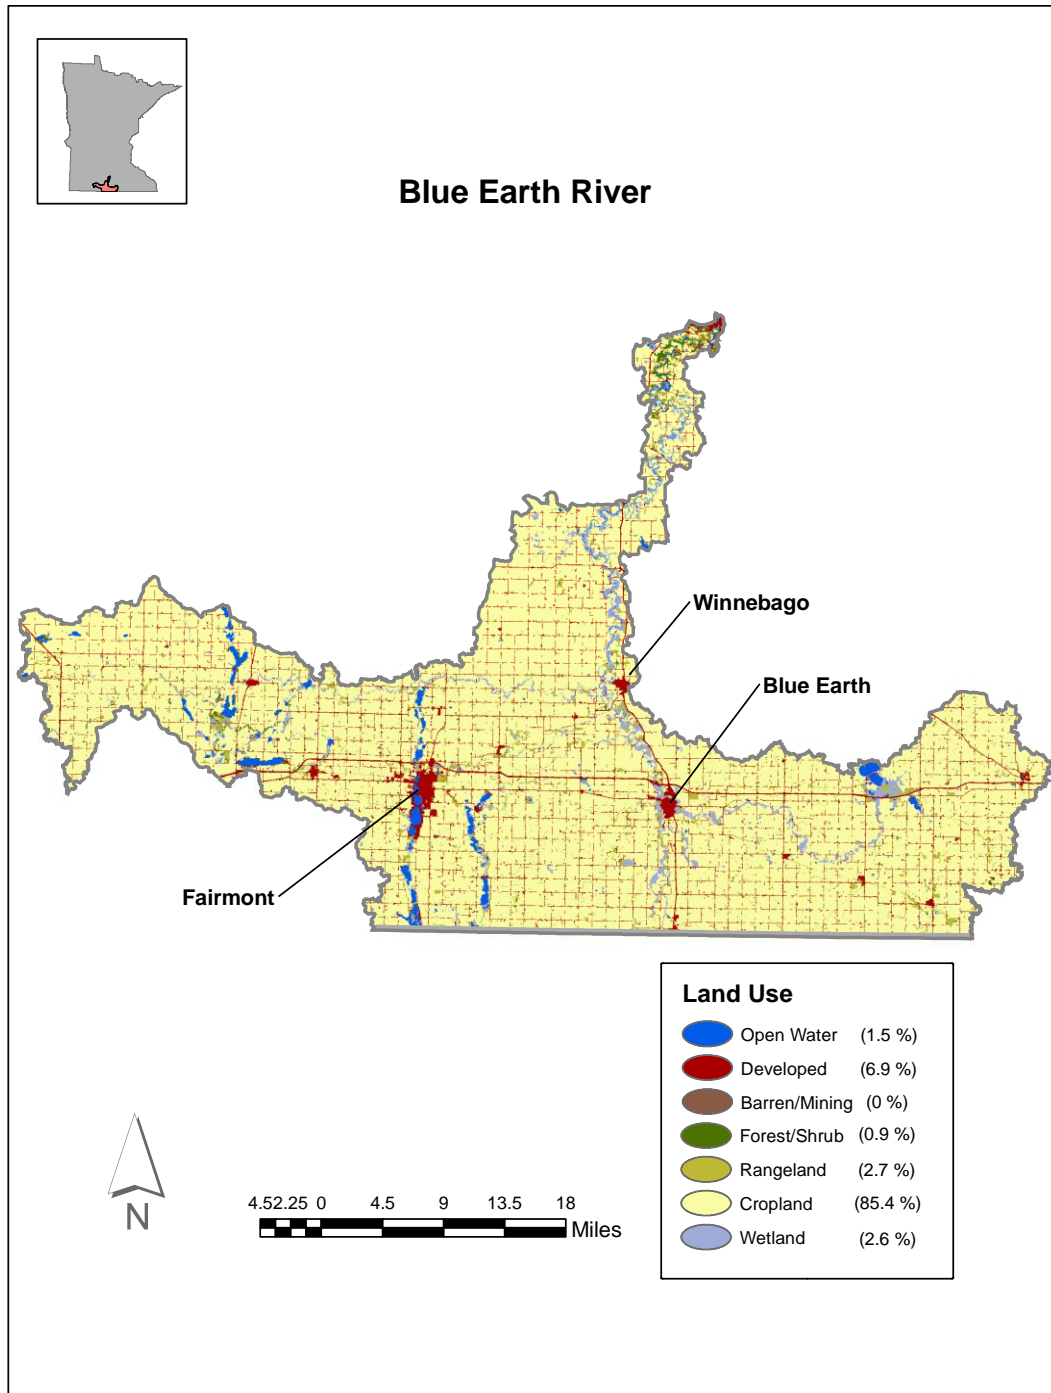 Blue Earth River
Winnebago
Blue Earth
Fairmont
Land Use
Open Water (1.5 %)
Developed (6.9 %)
Barren/Mining (0 %)
Forest/Shrub (0.9 %)
Rangeland (2.7 %)
Cropland (85.4 %)
Wetland (2.6 %)
N
4.5 2.25 0 4.5 9 13.5 18
Miles